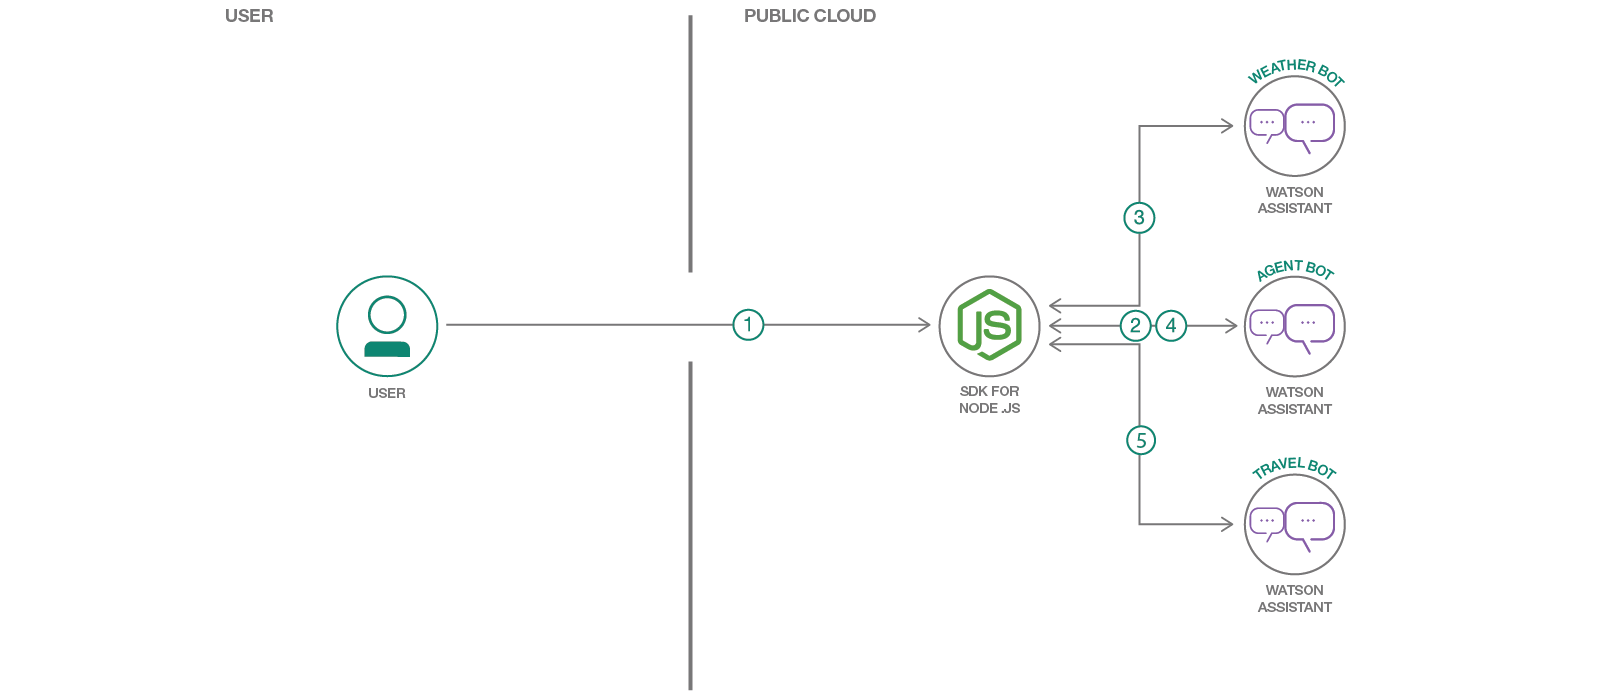 USER
PUBLIC CLOUD
WEATHER BOT
WATSON
ASSISTANT
3
AGENT BOT
1
JS
2
4
WATSON
ASSISTANT
USER
SDK FOR
NODE .JS
5
TRAVEL BOT
WATSON
ASSISTANT